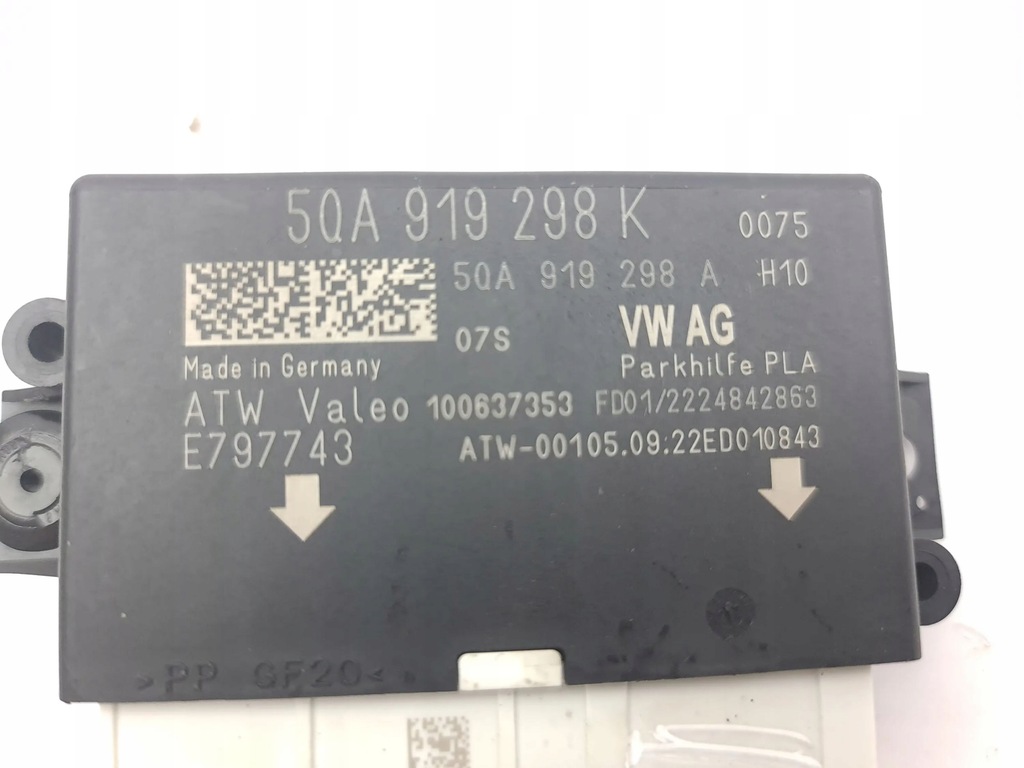 5QA 919 298 K 0075
5QA 919 298 A H10
07S VW AG
Made in Germany Parkhilfe PLA
ATW Valeo 100637353 FD01/2224842863
E797743 ATW-00105.09.22ED010843
>PP GF20<